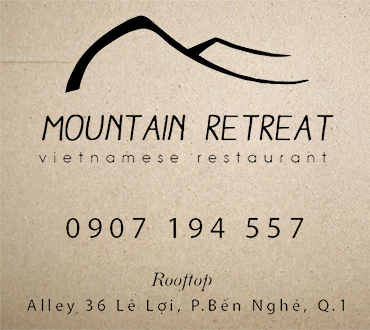 MOUNTAIN RETREAT
vietnamese restaurant
0907 194 557
Rooftop
Alley 36 Lê Lợi, P.Bến Nghé, Q.1